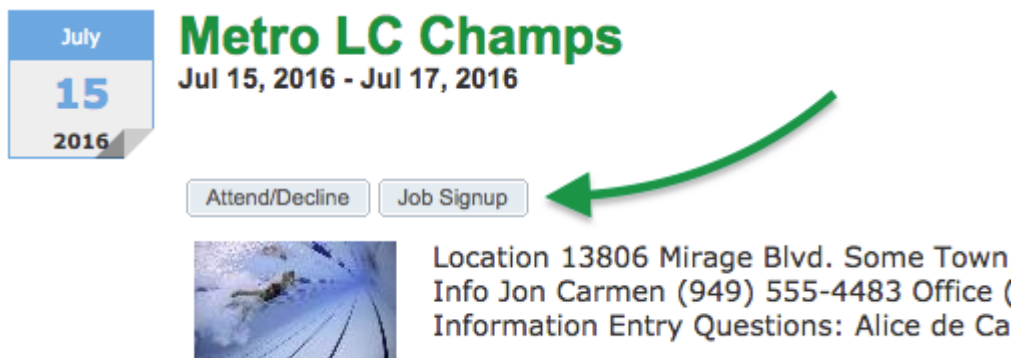 July
15
2016
Metro LC Champs
Jul 15, 2016 - Jul 17, 2016
Attend/Decline
Job Signup
Location 13806 Mirage Blvd. Some Town
Info Jon Carmen (949) 555-4483 Office (
Information Entry Questions: Alice de Ca